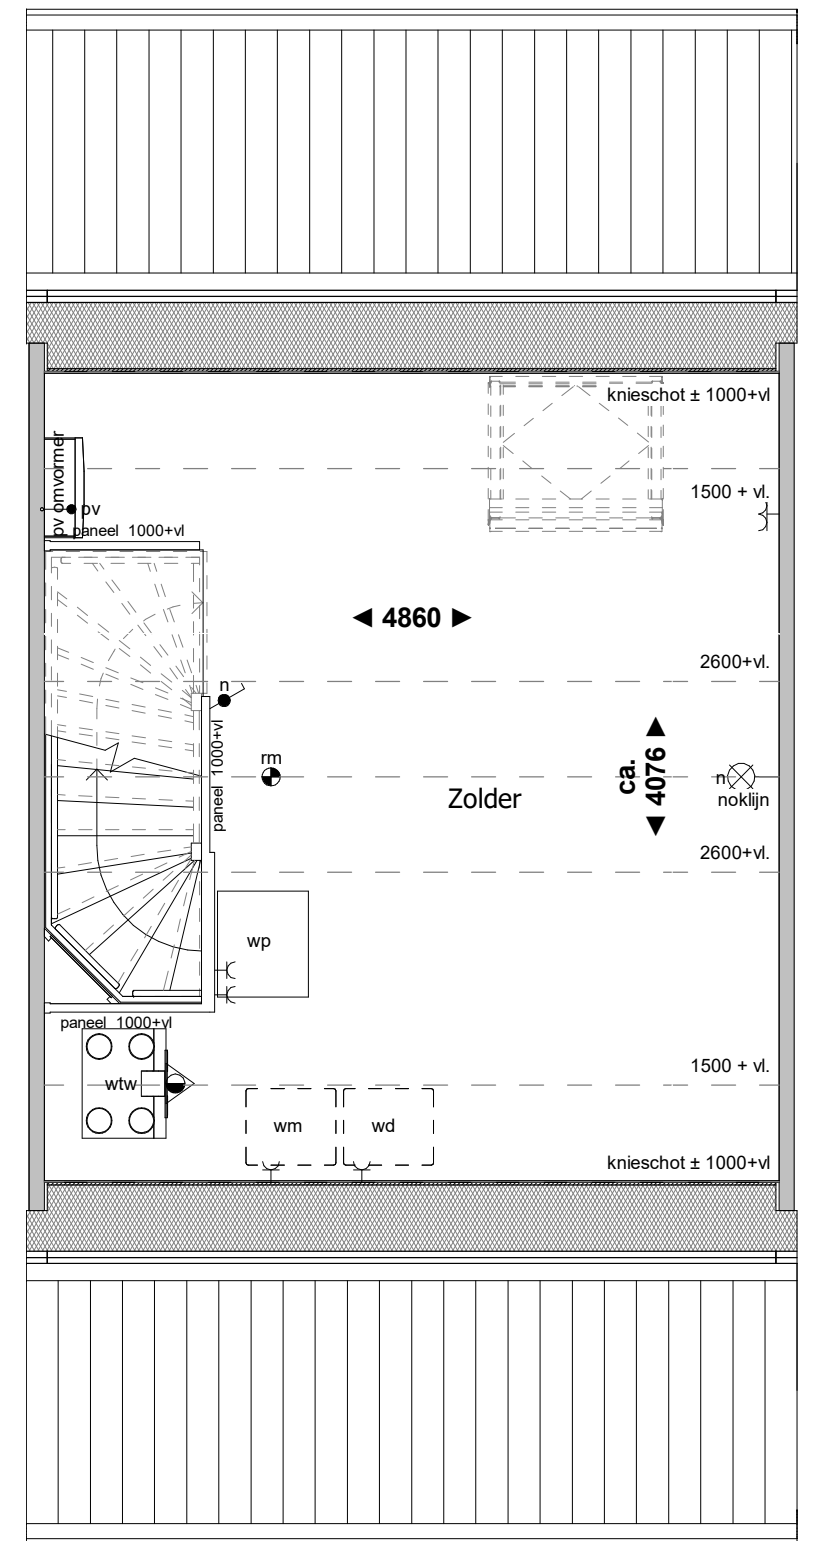 knieschot ± 1000+vl
pv omvormer
1500 + vl.
pv
paneel 1000+vl
4860
2600+vl.
n
paneel 1000+vl
rm
ca.
4076
n
Zolder
noklijn
2600+vl.
wp
paneel 1000+vl
1500 + vl.
wtw
wm
wd
knieschot ± 1000+vl